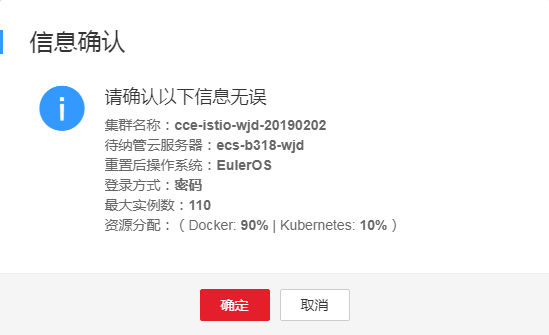 信息确认
请确认以下信息无误
集群名称：cce-istio-wjd-20190202
待纳管云服务器：ecs-b318-wjd
重置后操作系统：EulerOS
登录方式：密码
最大实例数：110
资源分配：（ Docker: 90% | Kubernetes: 10% ）
确定 取消